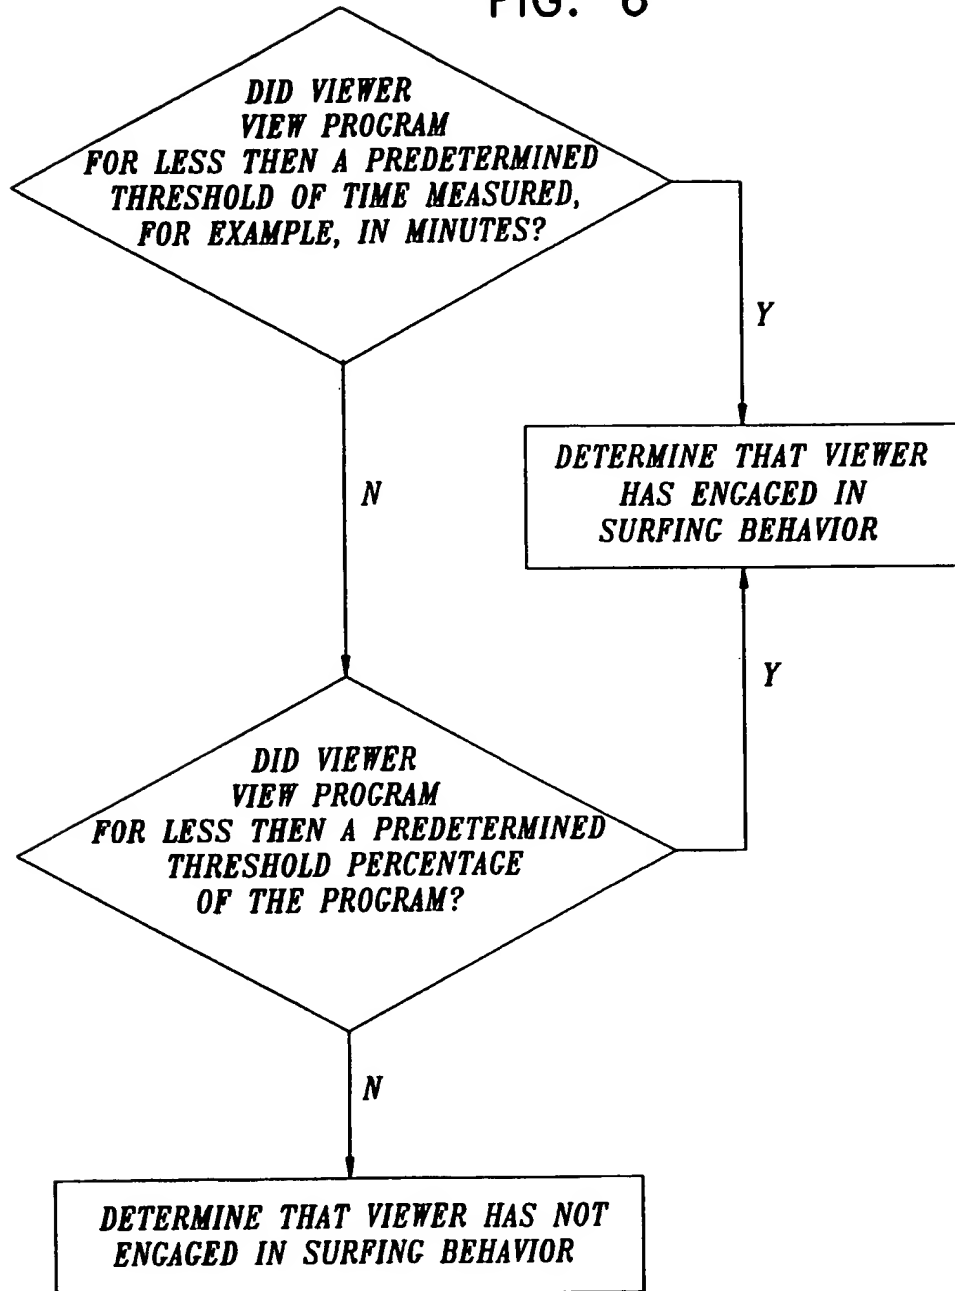 FIG. 6
DID VIEWER
VIEW PROGRAM
FOR LESS THEN A PREDETERMINED
THRESHOLD OF TIME MEASURED,
FOR EXAMPLE, IN MINUTES?
Y
N
DETERMINE THAT VIEWER
HAS ENGAGED IN
SURFING BEHAVIOR
Y
DID VIEWER
VIEW PROGRAM
FOR LESS THEN A PREDETERMINED
THRESHOLD PERCENTAGE
OF THE PROGRAM?
N
DETERMINE THAT VIEWER HAS NOT
ENGAGED IN SURFING BEHAVIOR